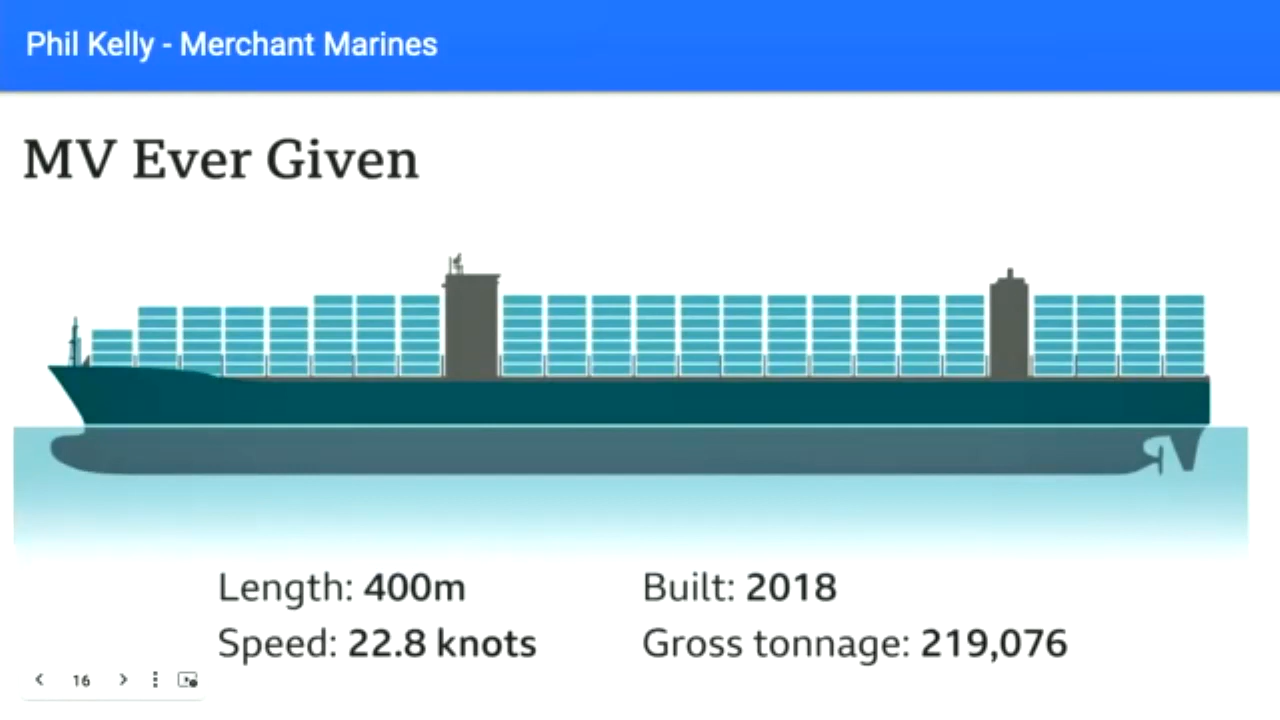 Phil Kelly - Merchant Marines
MV Ever Given
Length: 400m
Built: 2018
Speed: 22.8 knots
Gross tonnage: 219,076
16